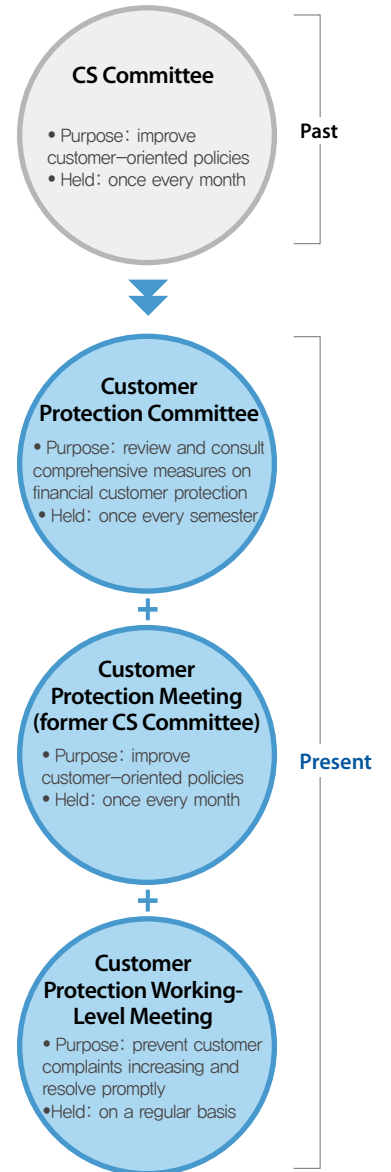 CS Committee
• Purpose: improve
customer-oriented policies
• Held: once every month
Past
Customer
Protection Committee
• Purpose: review and consult
comprehensive measures on
financial customer protection
• Held: once every semester
+
Customer
Protection Meeting
(former CS Committee)
• Purpose: improve
customer-oriented policies
• Held: once every month
Present
+
Customer
Protection Working-
Level Meeting
• Purpose: prevent customer
complaints increasing and
resolve promptly
•Held: on a regular basis